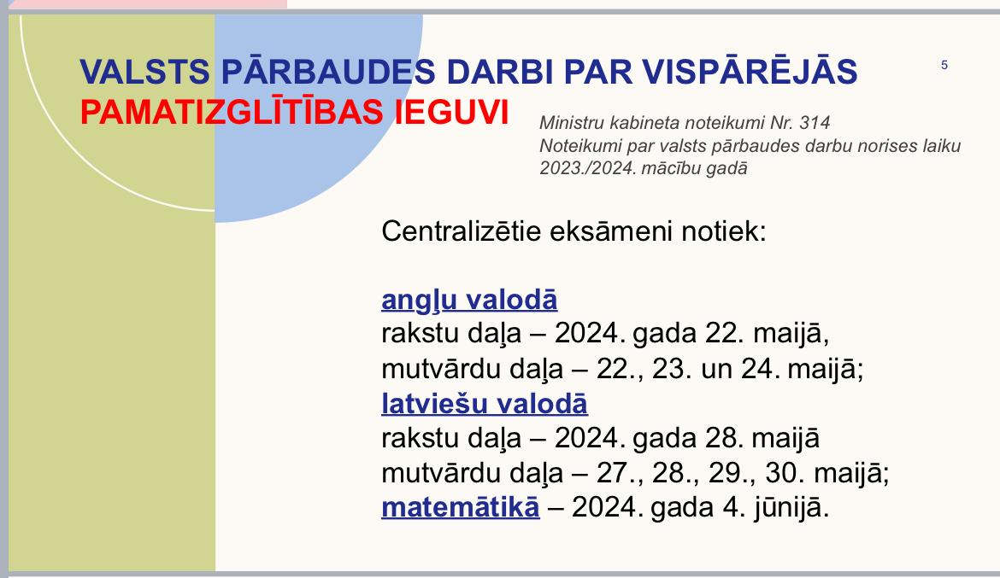 VALSTS PĀRBAUDES DARBI PAR VISPĀRĒJĀS
PAMATIZGLĪTĪBAS IEGUVI
5
Ministru kabineta noteikumi Nr. 314
Noteikumi par valsts pārbaudes darbu norises laiku
2023./2024. mācību gadā
Centralizētie eksāmeni notiek:
angļu valodā
rakstu daļa – 2024. gada 22. maijā,
mutvārdu daļa – 22., 23. un 24. maijā;
latviešu valodā
rakstu daļa – 2024. gada 28. maijā
mutvārdu daļa – 27., 28., 29., 30. maijā;
matemātikā – 2024. gada 4. jūnijā.